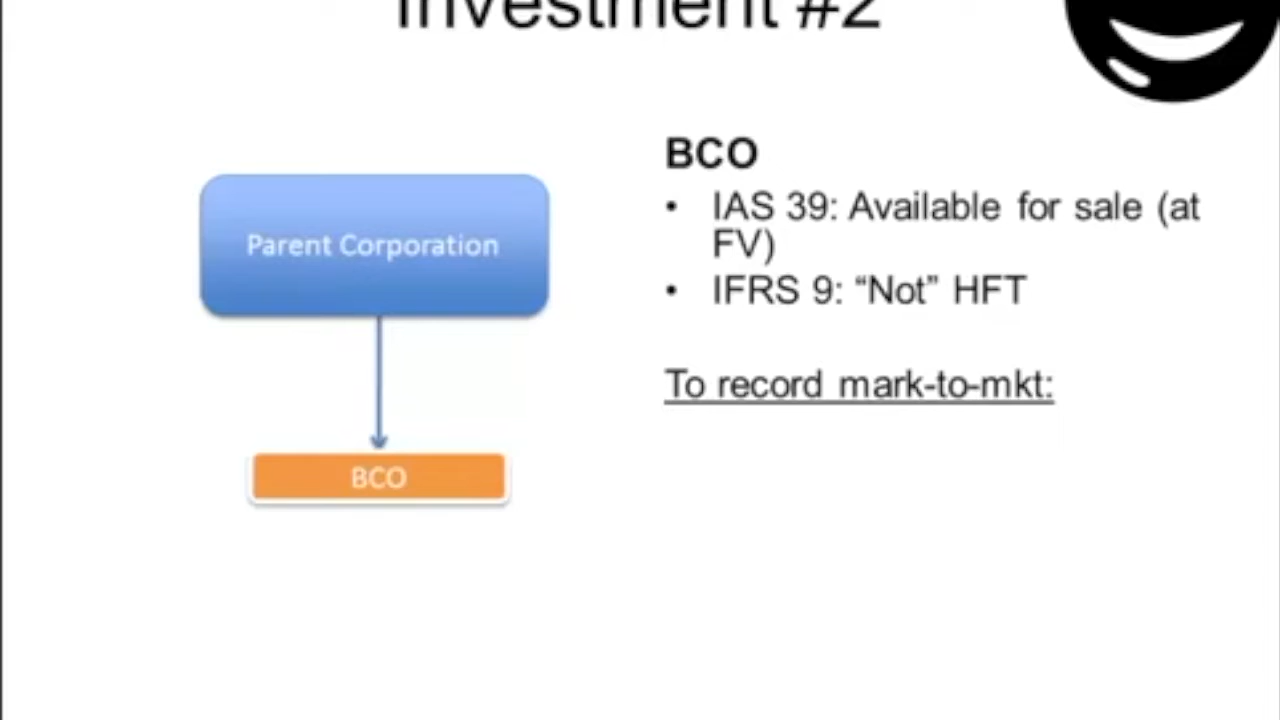 Investment #2
BCO
• IAS 39: Available for sale (at
FV)
• IFRS 9: “Not” HFT
To record mark-to-mkt:
Parent Corporation
BCO